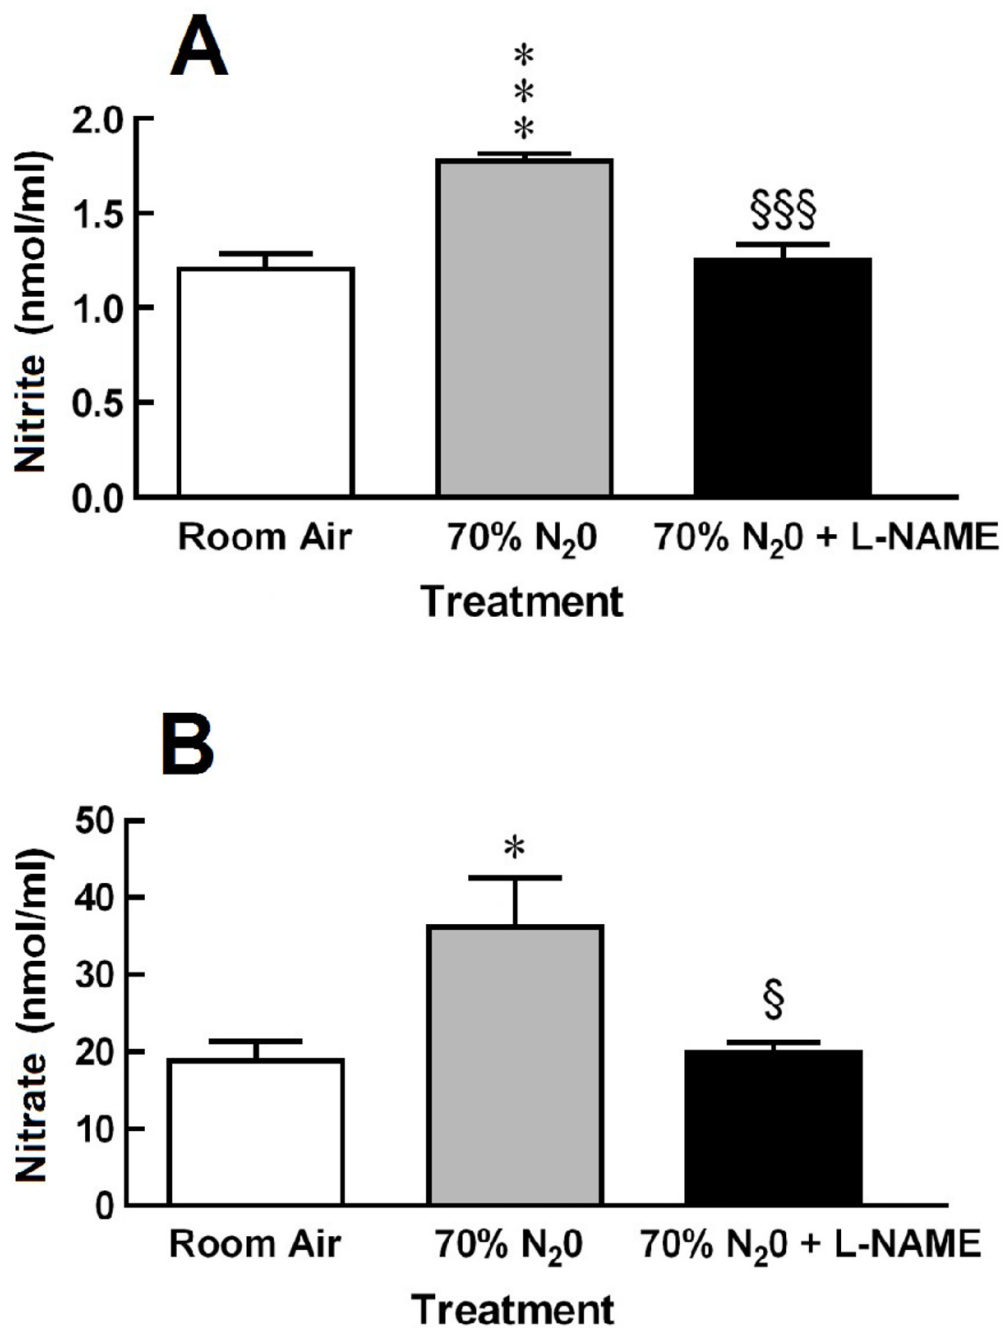 A
*
*
*
2.0
§§§
1.5
1.0
0.5
0.0
Nitrite (nmol/ml)
Room Air 70% N₂0 70% N₂0 + L-NAME
Treatment
B
50
*
40
30
§
20
10
0
Nitrate (nmol/ml)
Room Air 70% N₂0 70% N₂0 + L-NAME
Treatment